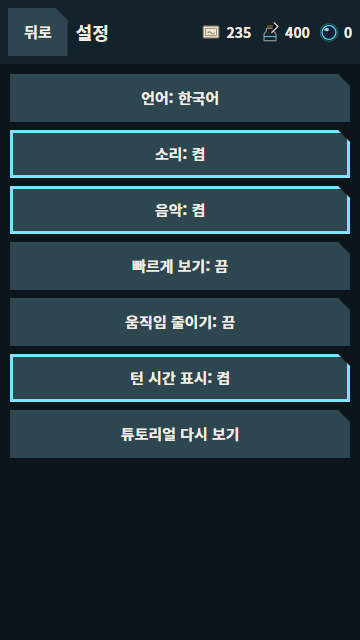 뒤로 설정 235 400 0
언어: 한국어
소리: 켬
음악: 켬
빠르게 보기: 끔
움직임 줄이기: 끔
턴 시간 표시: 켬
튜토리얼 다시 보기